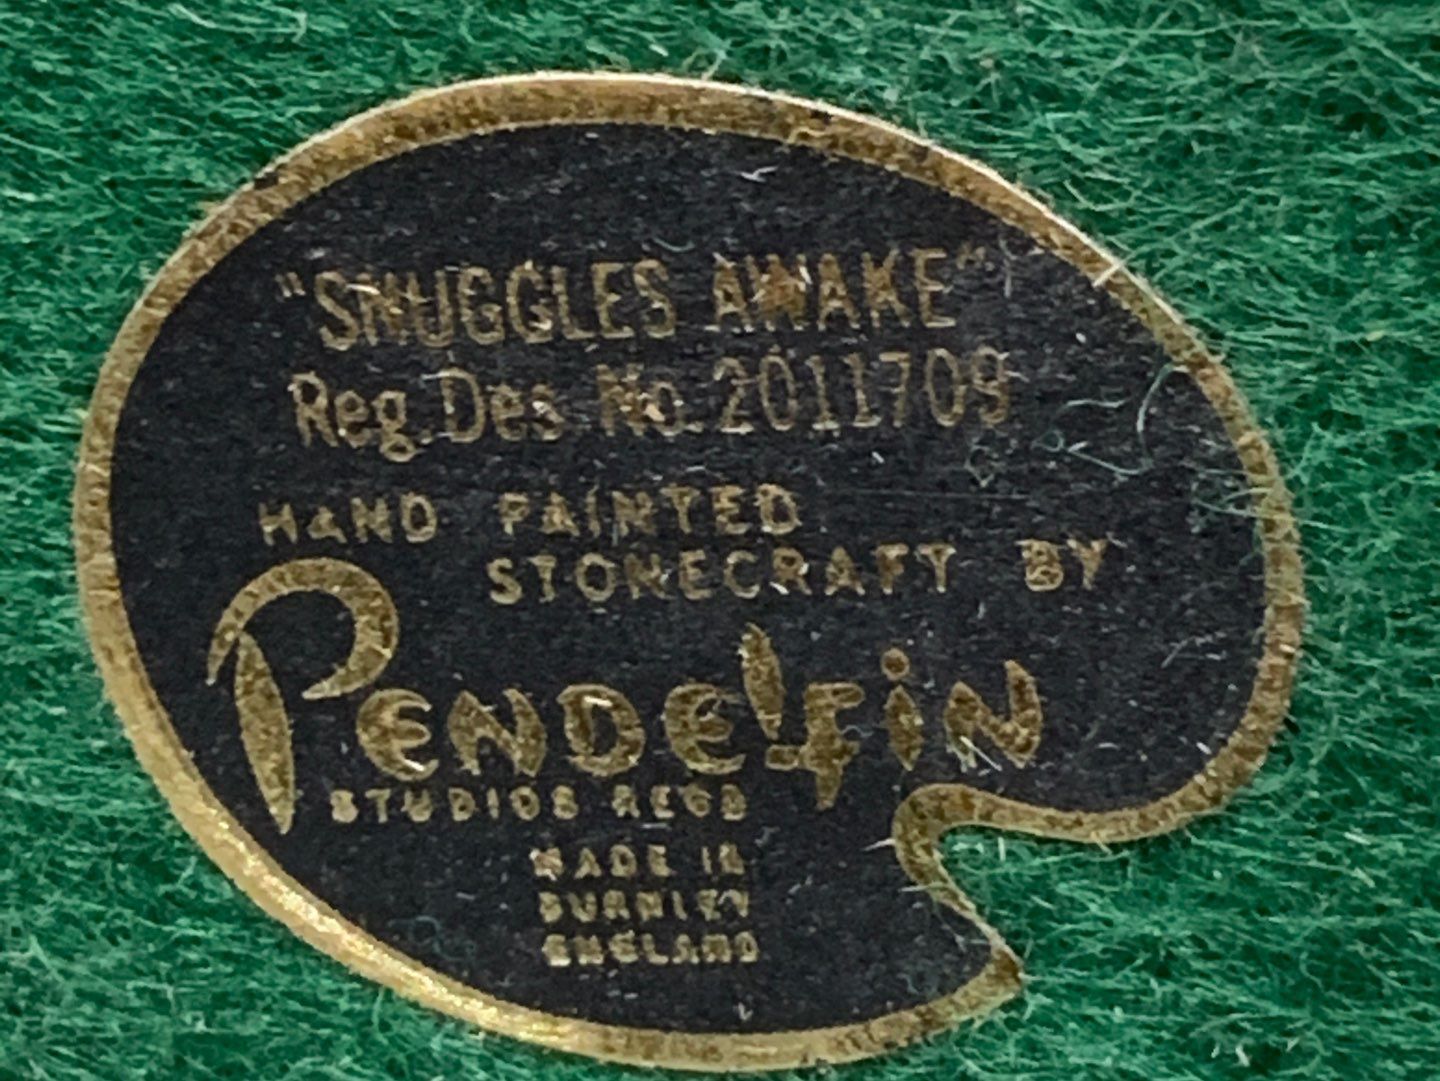 "SNUGGLES AWAKE"
Reg. Des No. 2011709
HAND PAINTED
STONECRAFT BY
PENDELFIN
STUDIOS REGD
MADE IN
BURNLEY
ENGLAND